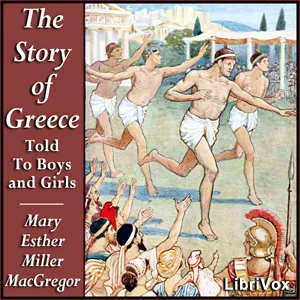 The
Story
of
Greece
Told
To Boys
and Girls
Mary
Esther
Miller
MacGregor
LibriVox